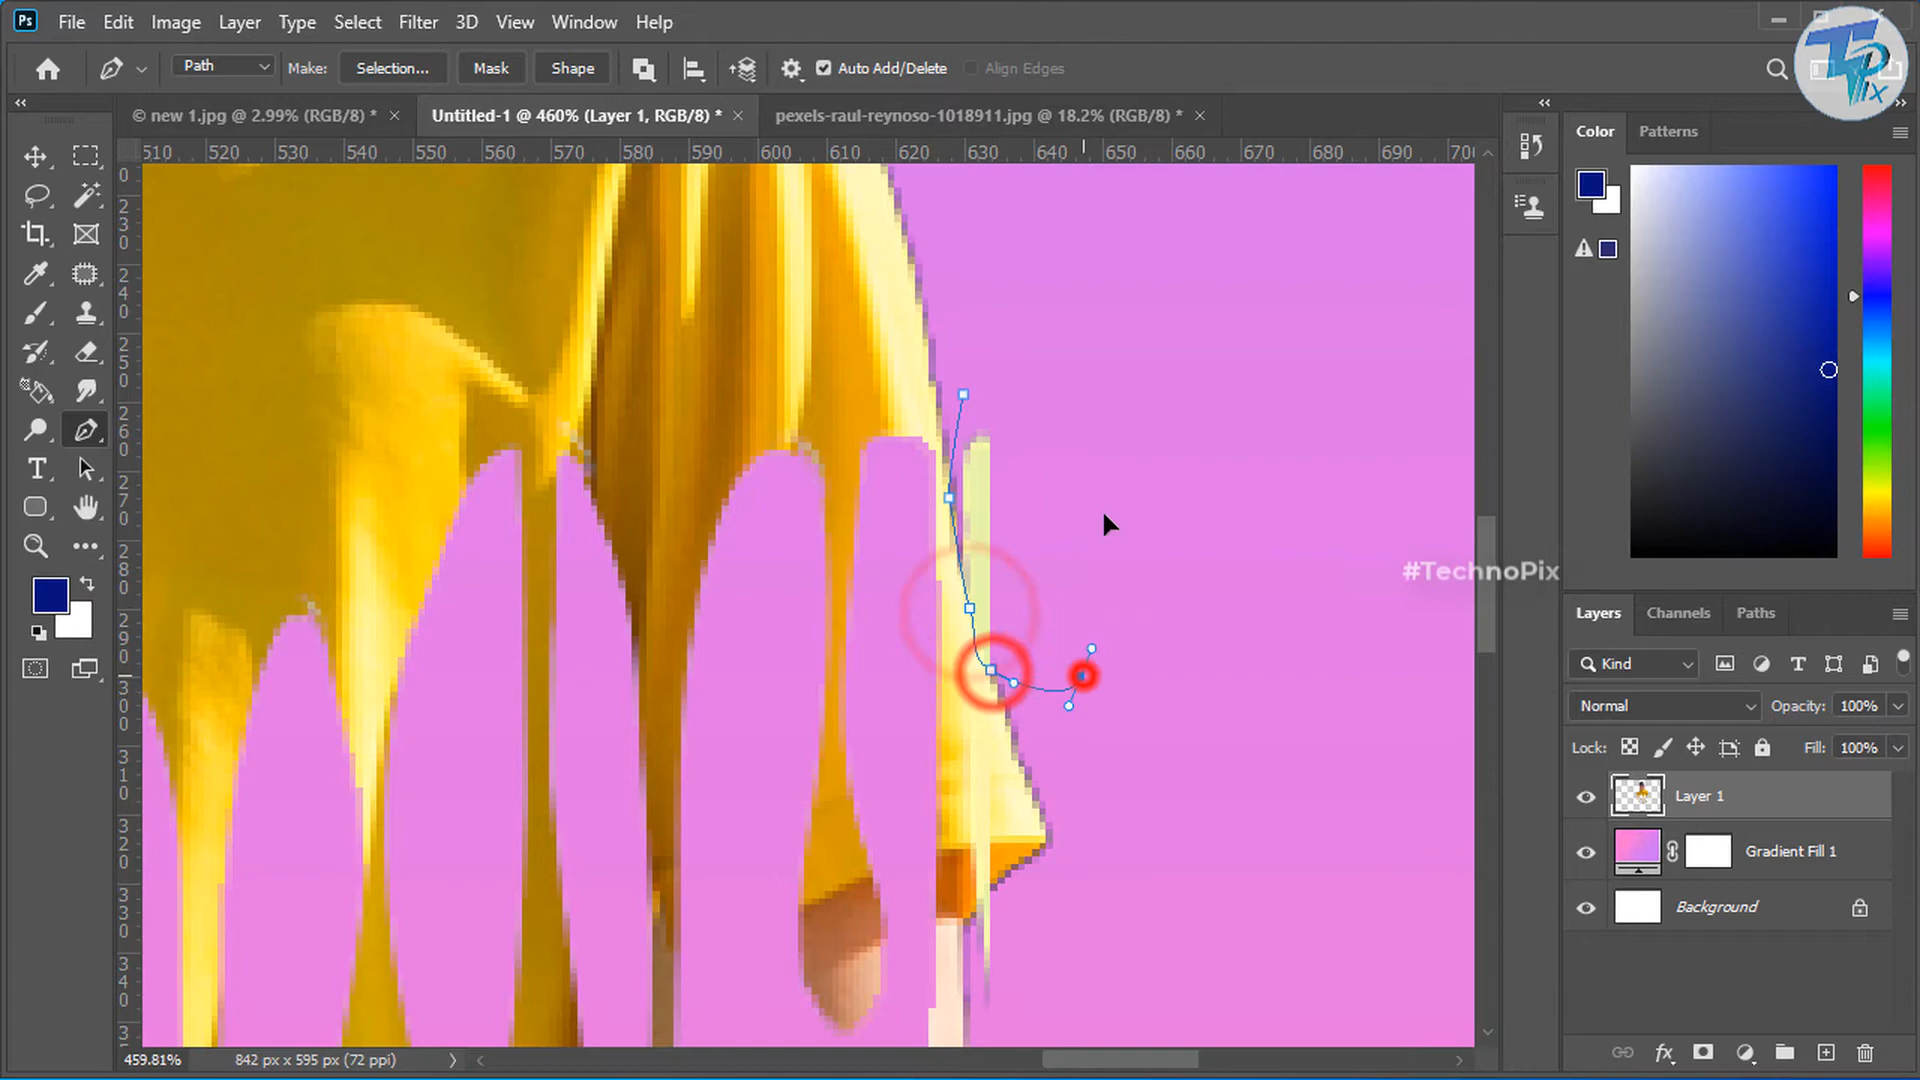 Ps File Edit Image Layer Type Select Filter 3D View Window Help
Path Make: Selection... Mask Shape Auto Add/Delete Align Edges
© new 1.jpg @ 2.99% (RGB/8) * × Untitled-1 @ 460% (Layer 1, RGB/8) * × pexels-raul-reynoso-1018911.jpg @ 18.2% (RGB/8) * ×
510 520 530 540 550 560 570 580 590 600 610 620 630 640 650 660 670 680 690
Color Patterns
#TechnoPix
Layers Channels Paths
Kind
Normal Opacity: 100%
Lock: Fill: 100%
Layer 1
Gradient Fill 1
Background
459.81% 842 px x 595 px (72 ppi)